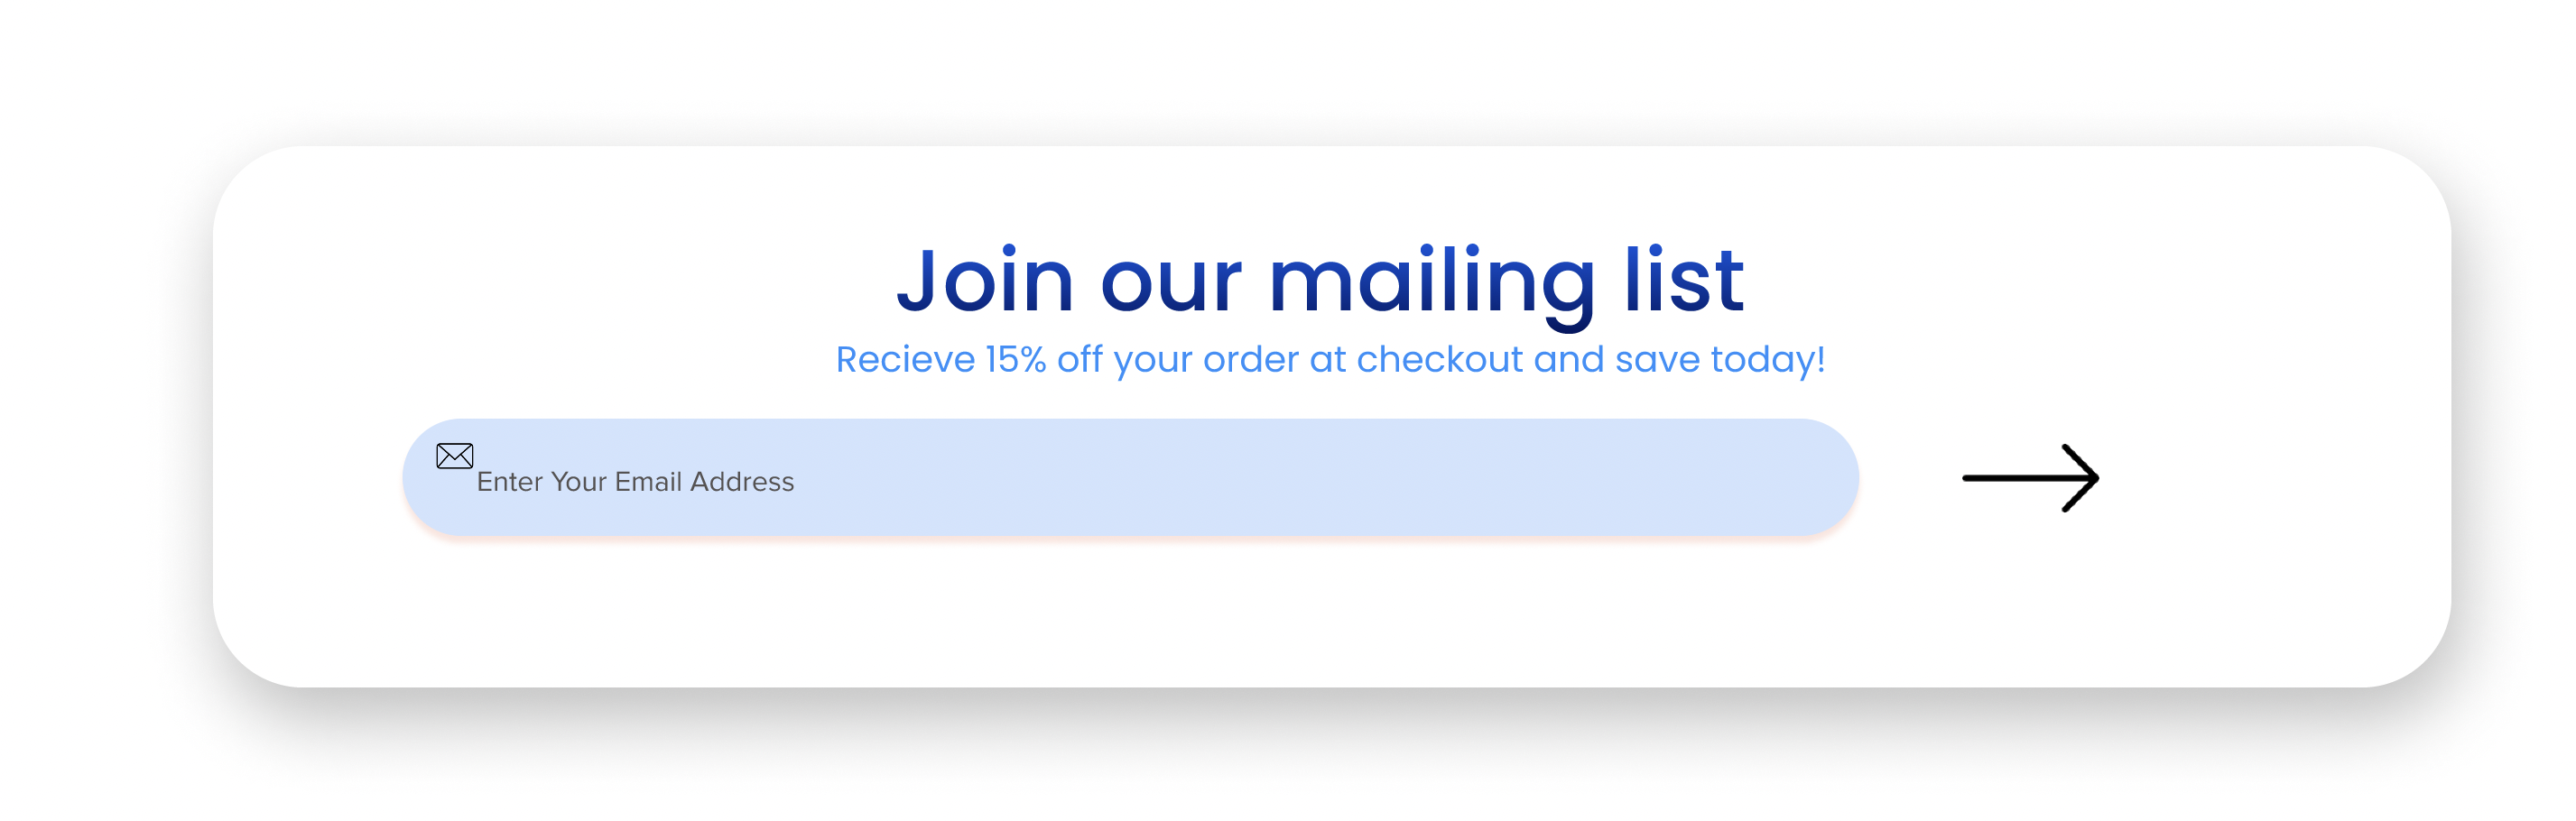 Join our mailing list
Recieve 15% off your order at checkout and save today!
Enter Your Email Address